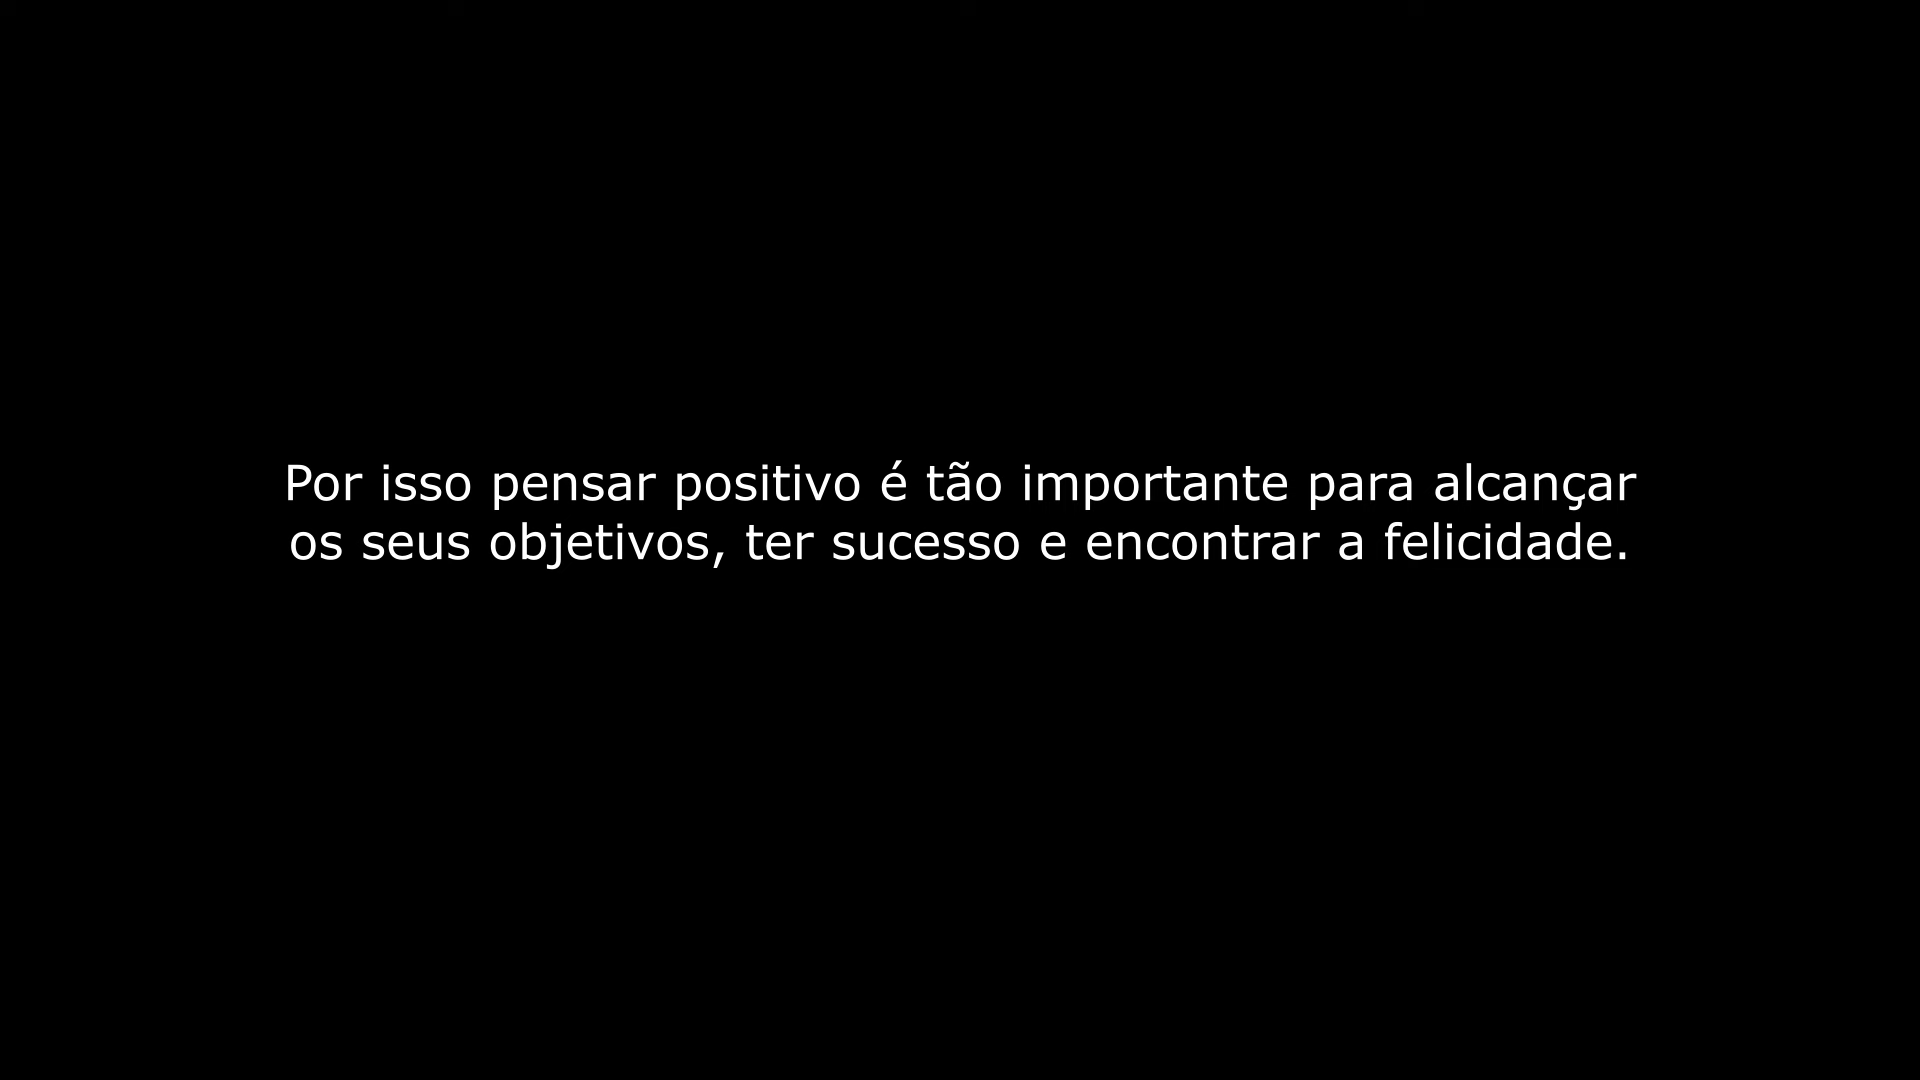 Por isso pensar positivo é tão importante para alcançar
os seus objetivos, ter sucesso e encontrar a felicidade.